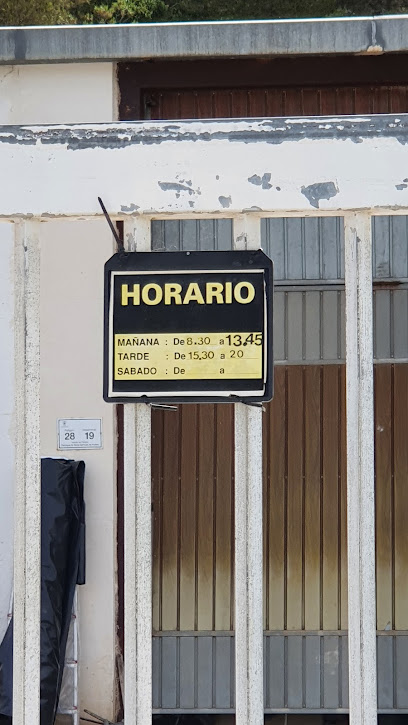 HORARIO
MAÑANA : De 8.30 a 13.45
TARDE : De 15.30 a 20
SABADO : De a
28 19